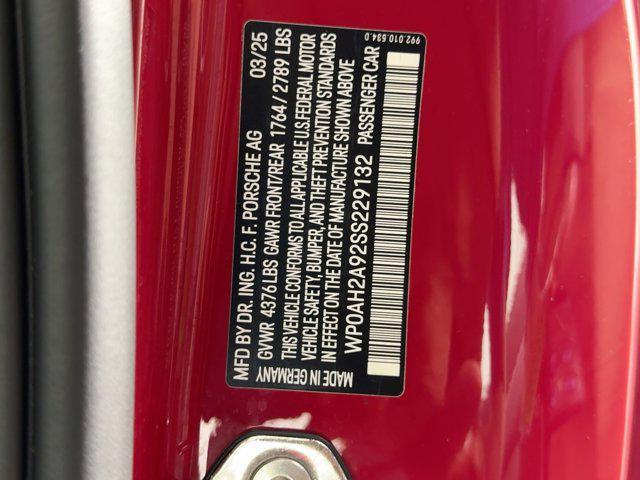 992.010.534.0
MFD BY DR. ING. H.C. F. PORSCHE AG 03/25
GVWR 4376LBS GAWR FRONT/REAR 1764/2789 LBS
THIS VEHICLE CONFORMS TO ALL APPLICABLE U.S. FEDERAL MOTOR
VEHICLE SAFETY, BUMPER, AND THEFT PREVENTION STANDARDS
IN EFFECT ON THE DATE OF MANUFACTURE SHOWN ABOVE
WP0AH2A92SS229132 PASSENGER CAR
MADE IN GERMANY